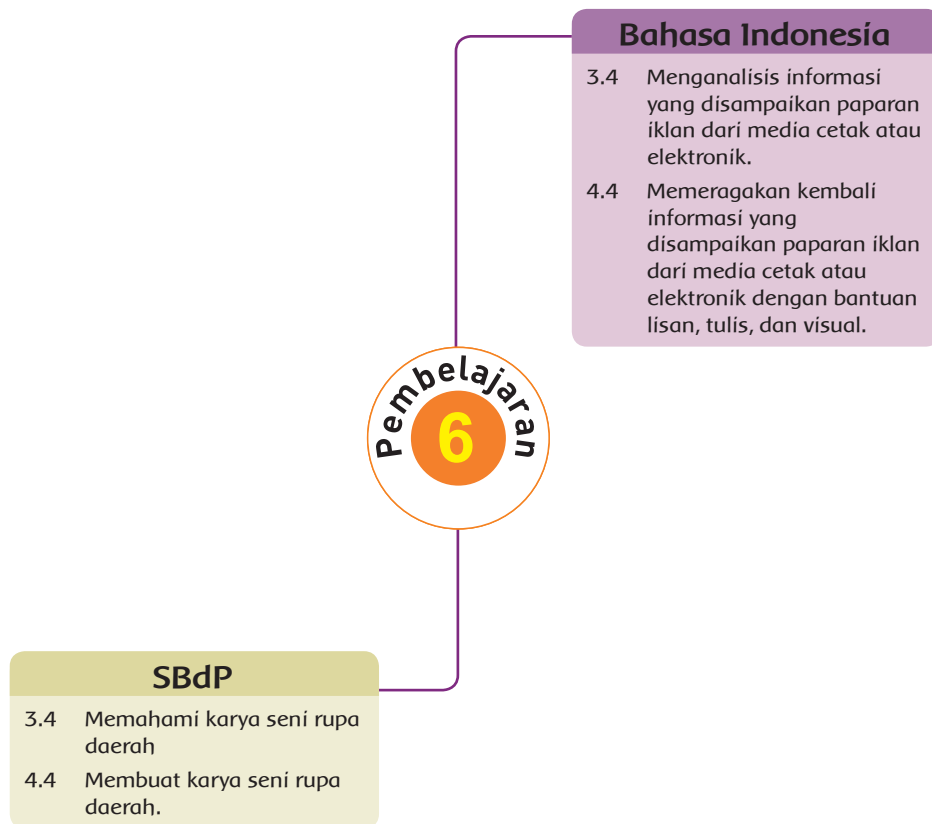 Bahasa Indonesia
3.4 Menganalisis informasi
yang disampaikan paparan
iklan dari media cetak atau
elektronik.
4.4 Memeragakan kembali
informasi yang
disampaikan paparan iklan
dari media cetak atau
elektronik dengan bantuan
lisan, tulis, dan visual.
Pembelajaran
6
SBdP
3.4 Memahami karya seni rupa
daerah
4.4 Membuat karya seni rupa
daerah.